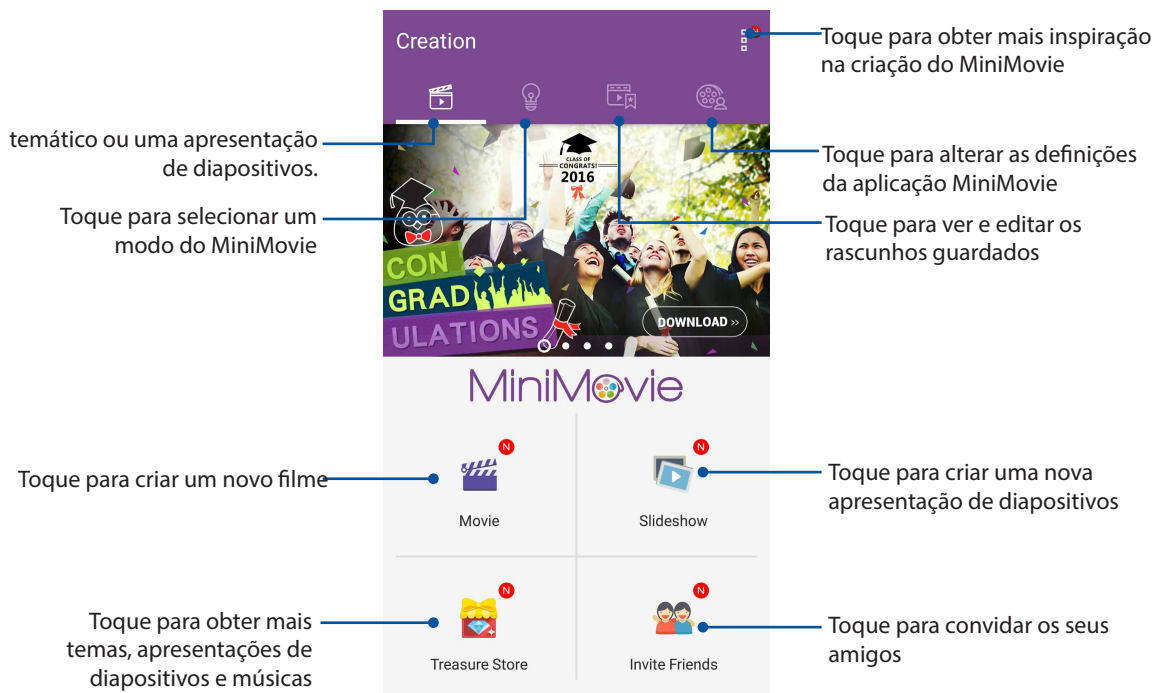 Creation
N
Toque para obter mais inspiração
na criação do MiniMovie
temático ou uma apresentação
de diapositivos.
Toque para selecionar um
modo do MiniMovie
Toque para alterar as definições
da aplicação MiniMovie
Toque para ver e editar os
rascunhos guardados
CLASS OF
CONGRATS!
2016
CON
GRAD
ULATIONS
DOWNLOAD »
MiniMovie
Toque para criar um novo filme
N
Movie
N
Slideshow
Toque para criar uma nova
apresentação de diapositivos
Toque para obter mais
temas, apresentações de
diapositivos e músicas
N
Treasure Store
N
Invite Friends
Toque para convidar os seus
amigos